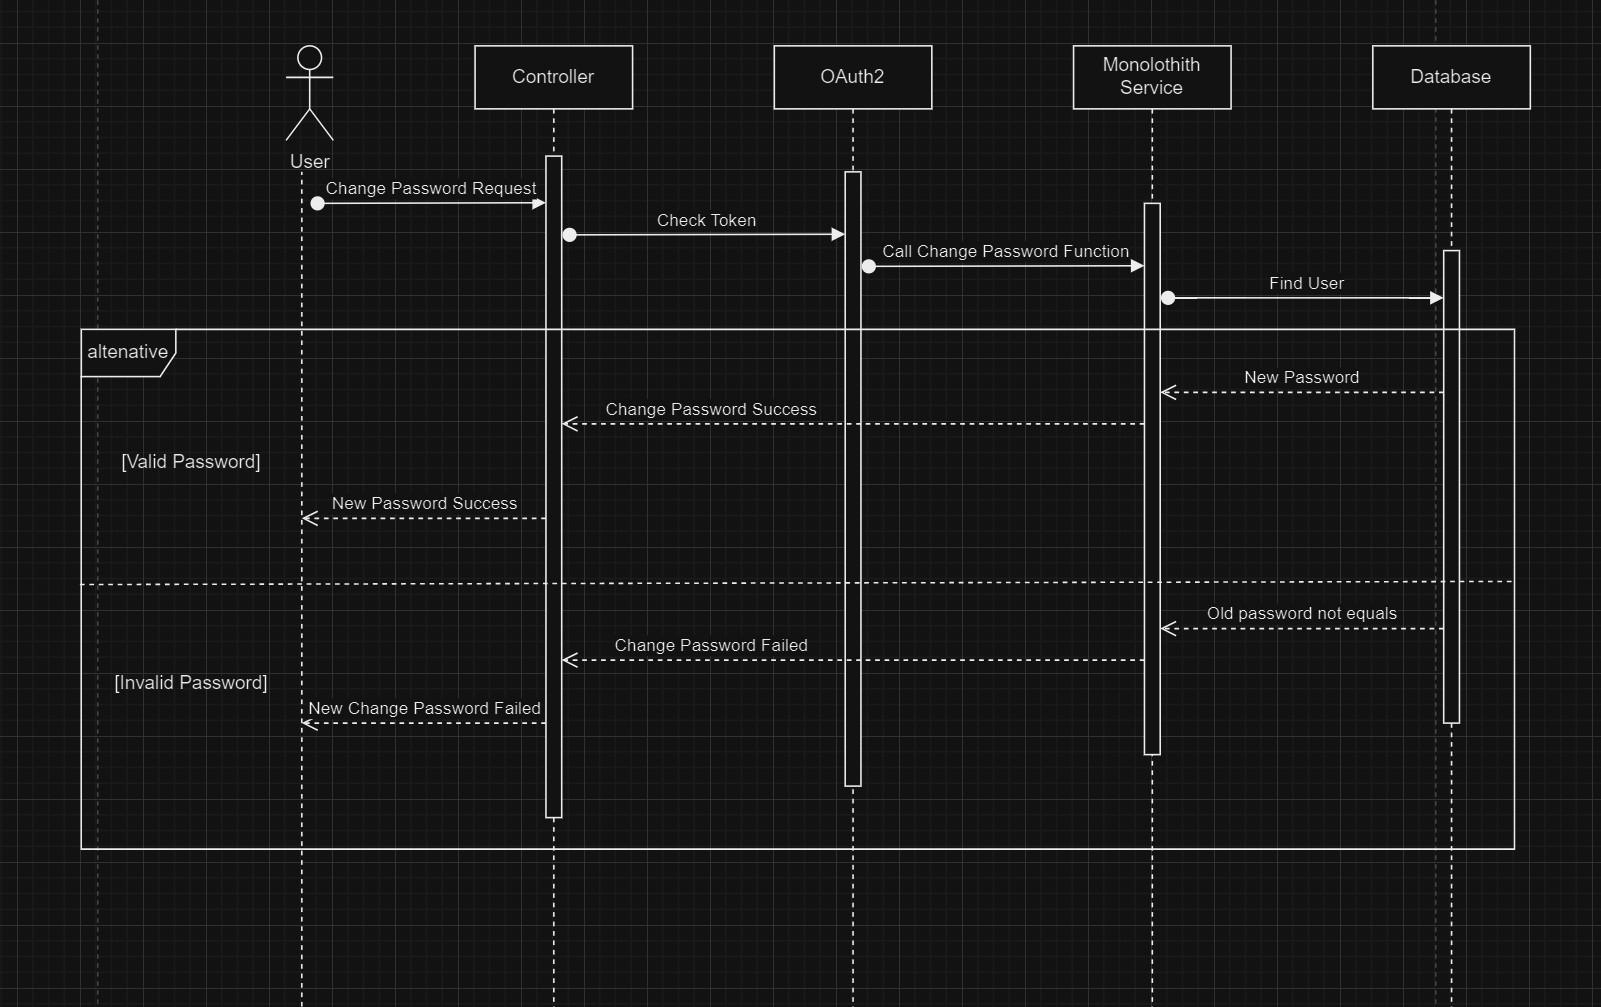 Controller
OAuth2
Monolothith
Service
Database
User
Change Password Request
Check Token
Call Change Password Function
Find User
altenative
New Password
Change Password Success
[Valid Password]
New Password Success
Old password not equals
Change Password Failed
[Invalid Password]
New Change Password Failed